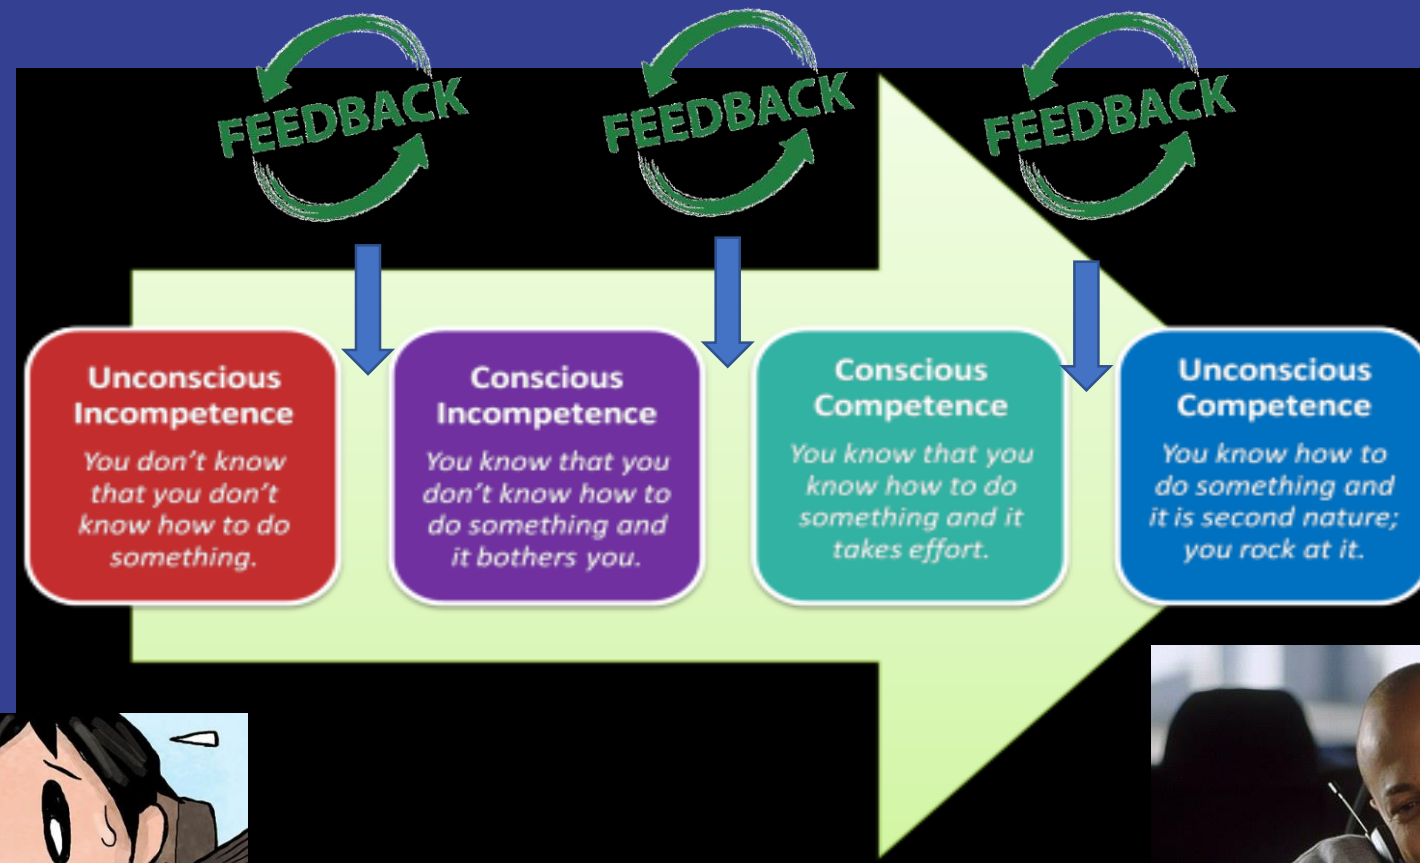 FEEDBACK
FEEDBACK
FEEDBACK
Unconscious
Incompetence
You don't know
that you don't
know how to do
something.
Conscious
Incompetence
You know that you
don't know how to
do something and
it bothers you.
Conscious
Competence
You know that you
know how to do
something and it
takes effort.
Unconscious
Competence
You know how to
do something and
it is second nature;
you rock at it.